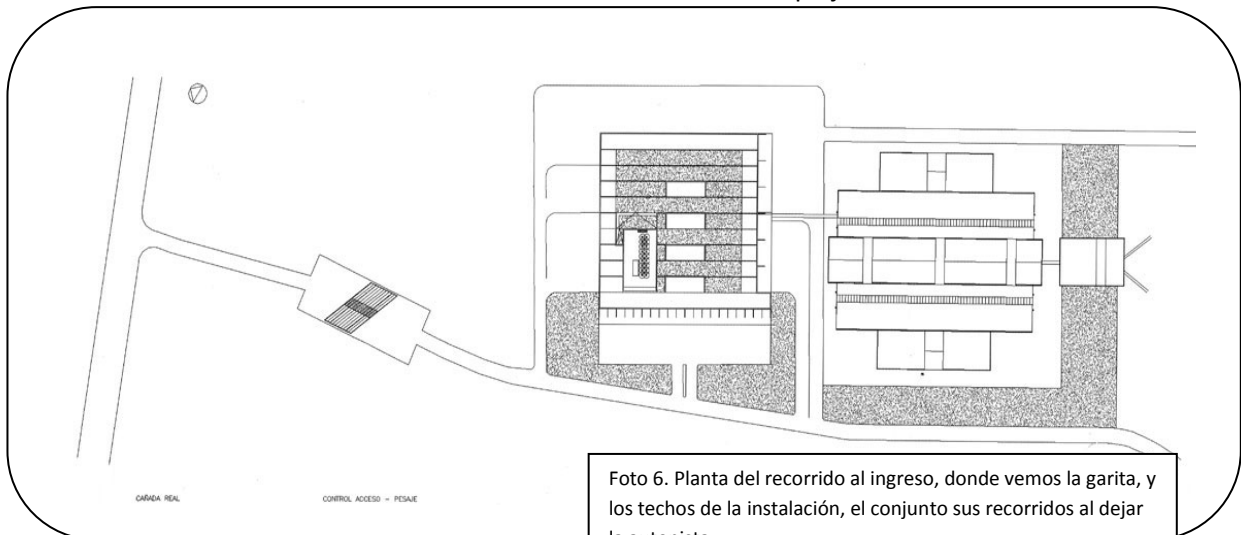 CAÑADA REAL
CONTROL ACCESO – PESAJE
Foto 6. Planta del recorrido al ingreso, donde vemos la garita, y
los techos de la instalación, el conjunto sus recorridos al dejar